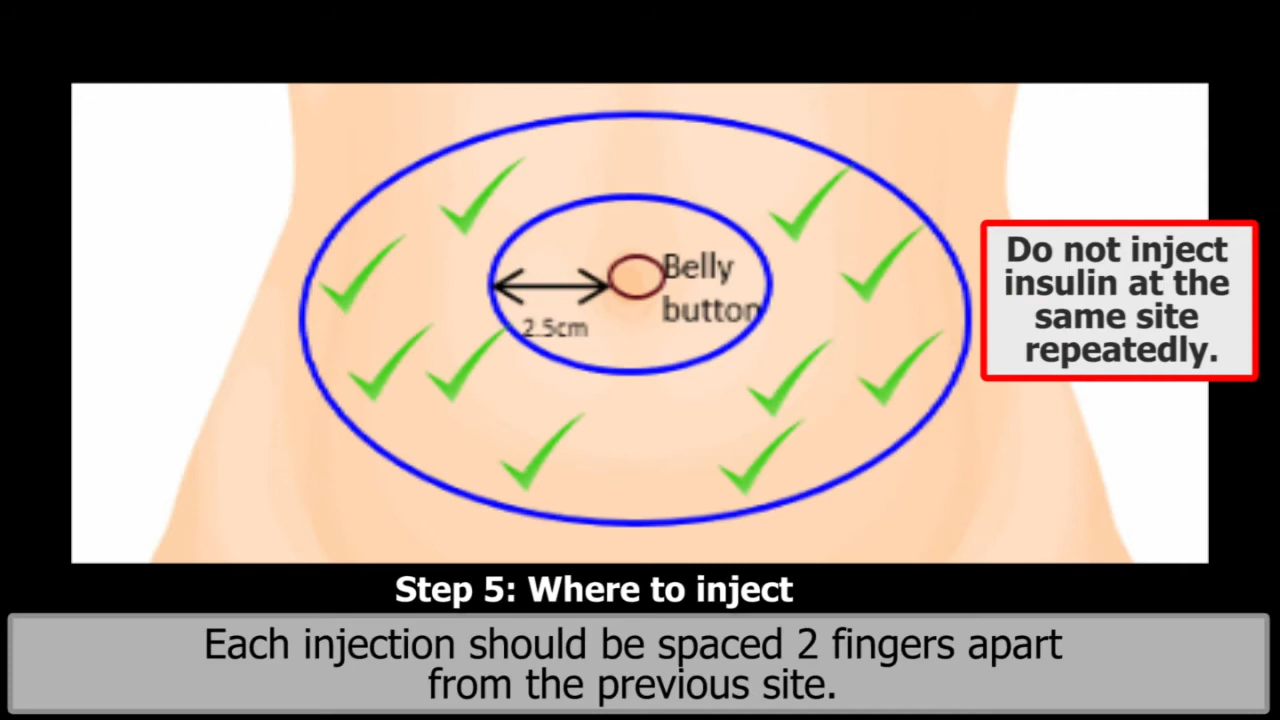 Belly
button
2.5cm
Do not inject
insulin at the
same site
repeatedly.
Step 5: Where to inject
Each injection should be spaced 2 fingers apart
from the previous site.